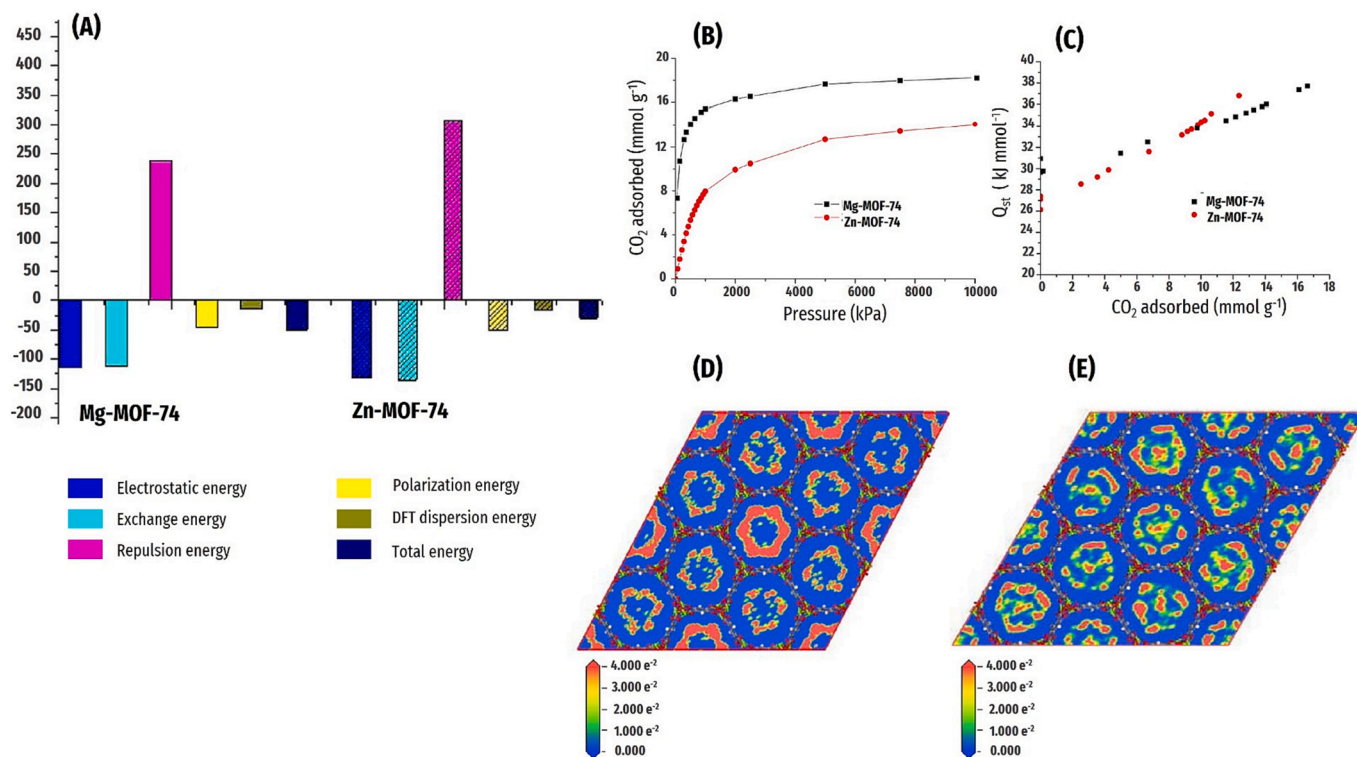 (A)
450
400
350
300
250
200
150
100
50
0
-50
-100
-150
-200
Mg-MOF-74
Zn-MOF-74
Electrostatic energy
Exchange energy
Repulsion energy
Polarization energy
DFT dispersion energy
Total energy
(B)
CO₂ adsorbed (mmol g⁻¹)
20
16
12
8
4
0
0
2000
4000
6000
8000
10000
Pressure (kPa)
Mg-MOF-74
Zn-MOF-74
(C)
Qst ( kJ mmol⁻¹)
40
38
36
34
32
30
28
26
24
22
20
0
2
4
6
8
10
12
14
16
18
CO₂ adsorbed (mmol g⁻¹)
Mg-MOF-74
Zn-MOF-74
(D)
4.000 e⁻²
3.000 e⁻²
2.000 e⁻²
1.000 e⁻²
0.000
(E)
4.000 e⁻²
3.000 e⁻²
2.000 e⁻²
1.000 e⁻²
0.000